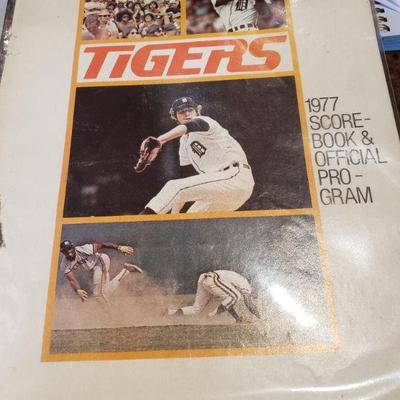 TIGERS
1977
SCORE-
BOOK &
OFFICIAL
PRO-
GRAM